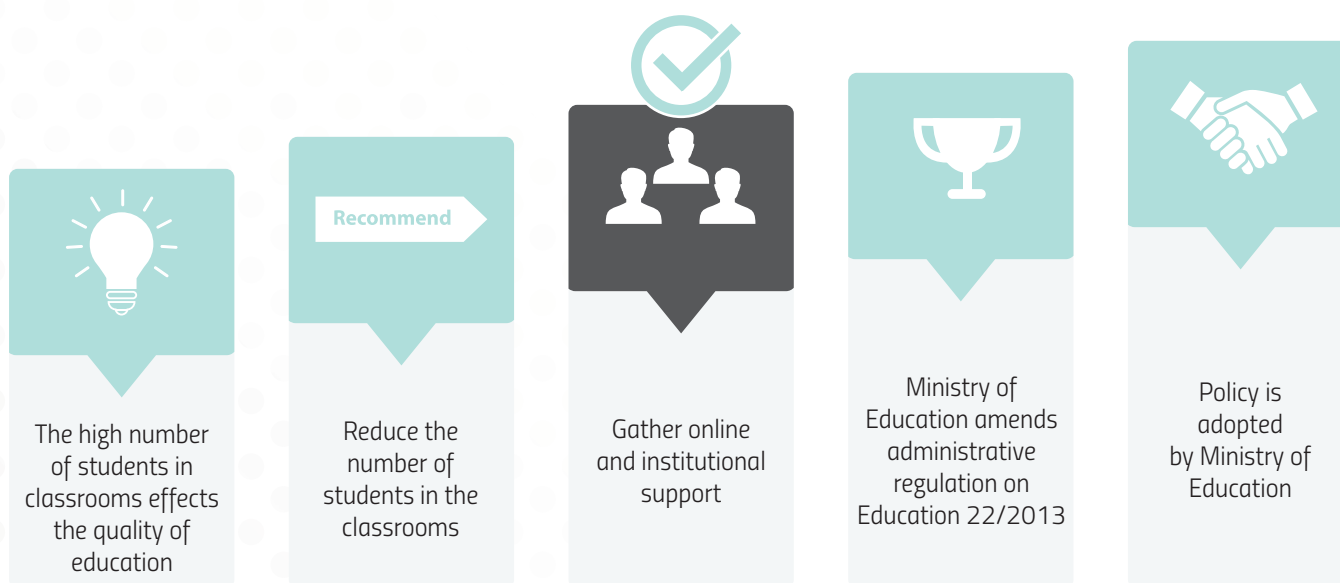 The high number
of students in
classrooms effects
the quality of
education
Recommend
Reduce the
number of
students in the
classrooms
Gather online
and institutional
support
Ministry of
Education amends
administrative
regulation on
Education 22/2013
Policy is
adopted
by Ministry of
Education